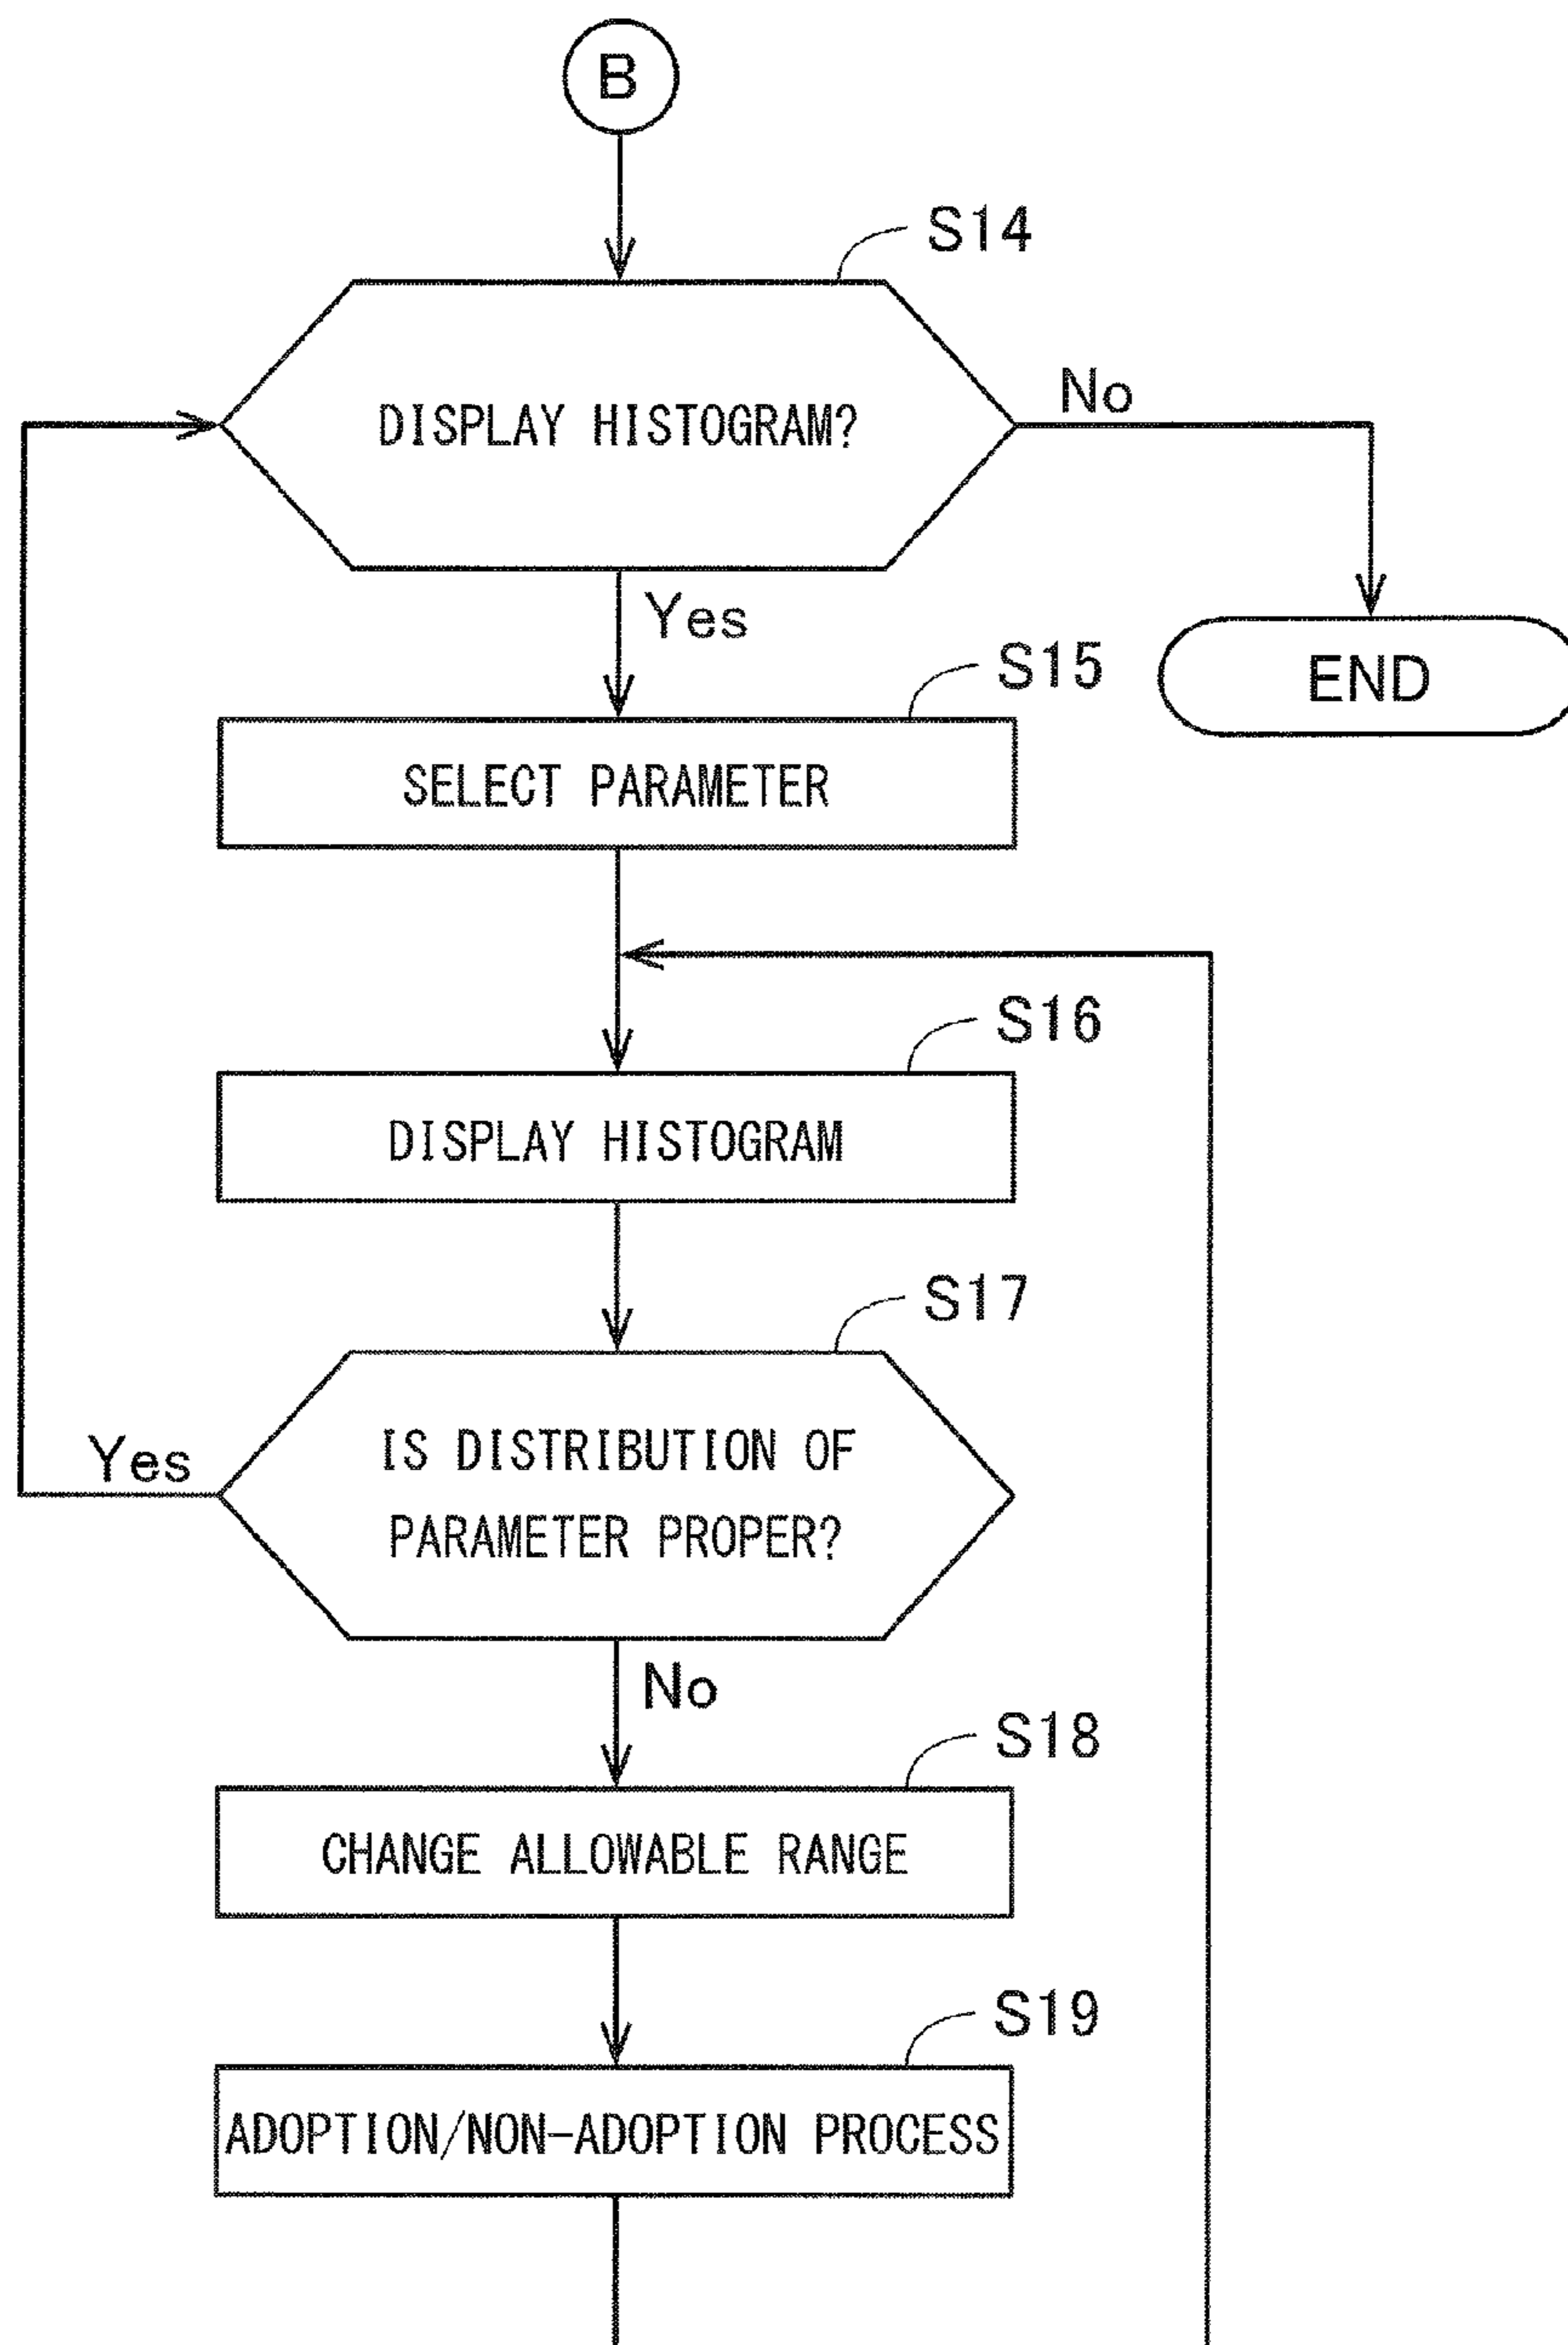 B
S14
DISPLAY HISTOGRAM?
No
Yes
S15
END
SELECT PARAMETER
S16
DISPLAY HISTOGRAM
S17
Yes
IS DISTRIBUTION OF
PARAMETER PROPER?
No
S18
CHANGE ALLOWABLE RANGE
S19
ADOPTION/NON-ADOPTION PROCESS